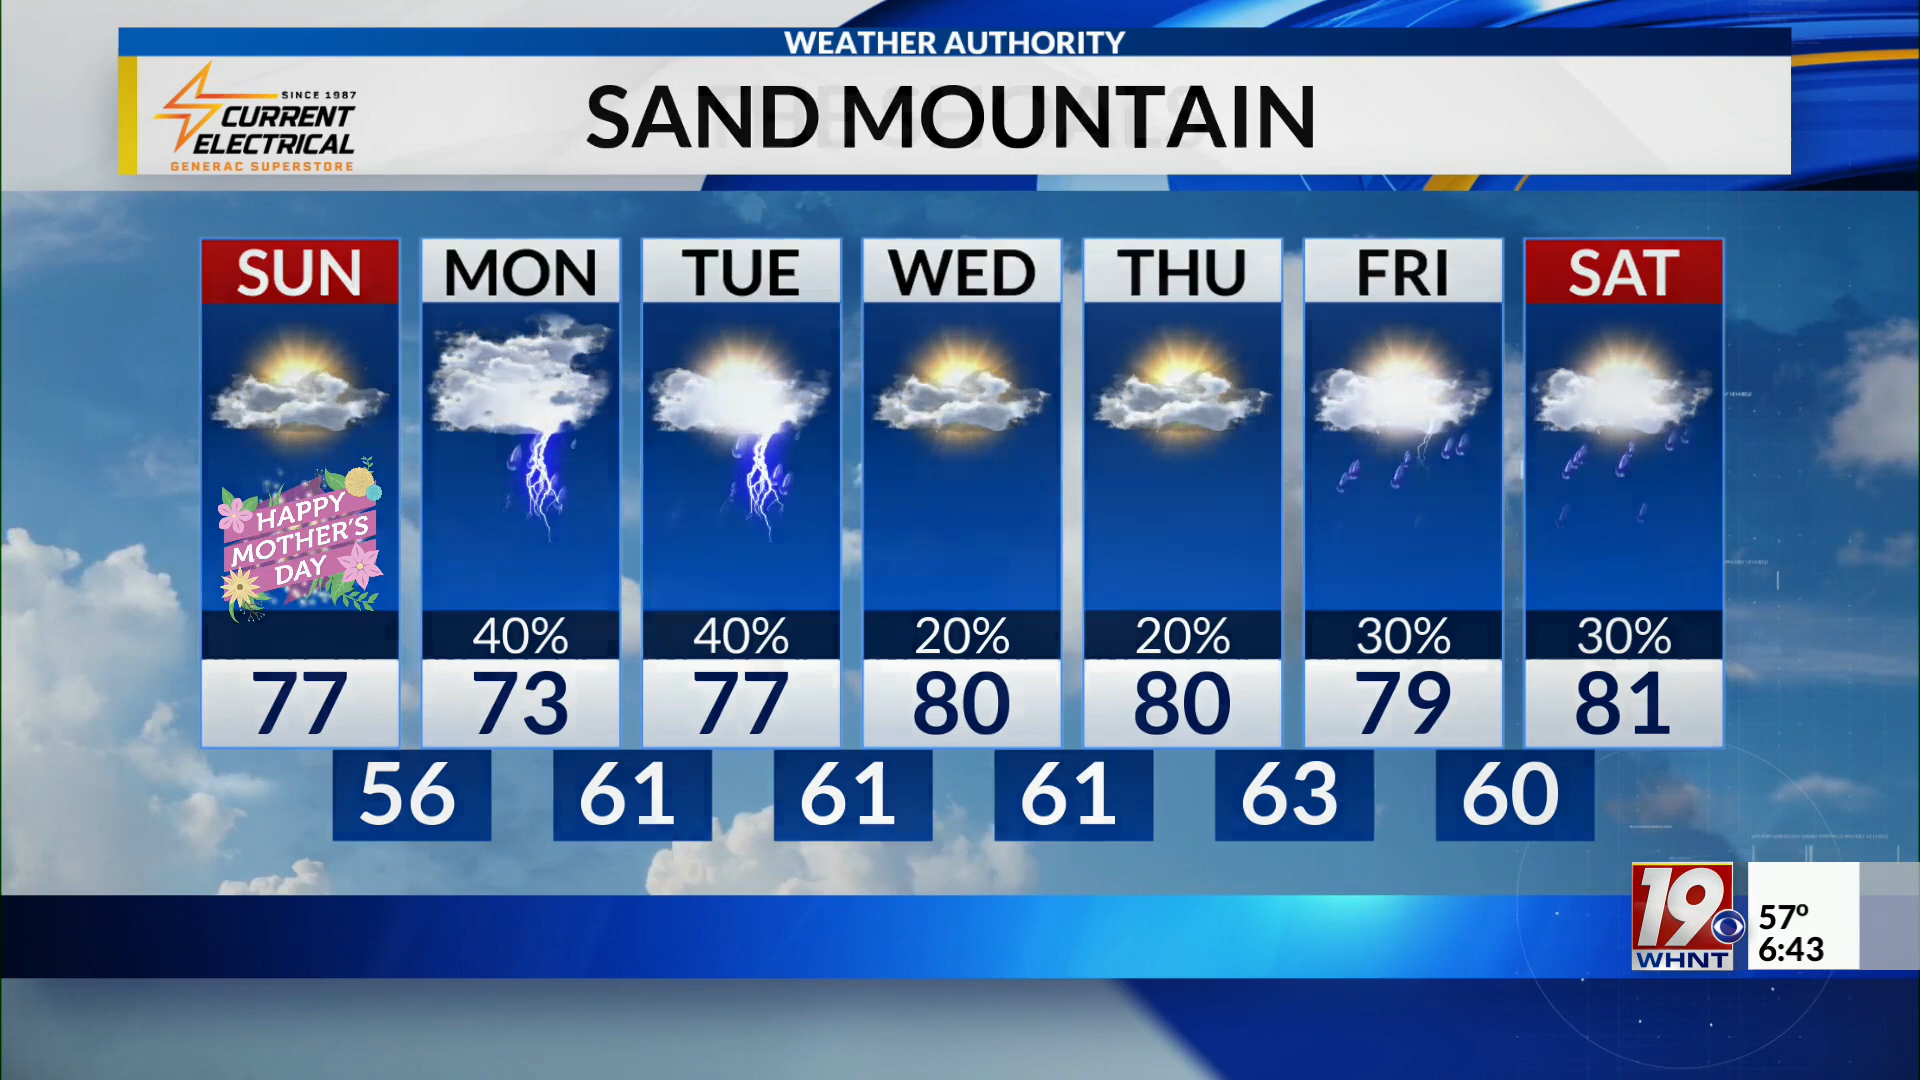 WEATHER AUTHORITY
SINCE 1987
CURRENT
ELECTRICAL
GENERAC SUPERSTORE
SAND MOUNTAIN
SUN MON TUE WED THU FRI SAT
HAPPY
MOTHER'S
DAY
40% 40% 20% 20% 30% 30%
77 73 77 80 80 79 81
56 61 61 61 63 60
19
WHNT
57º
6:43